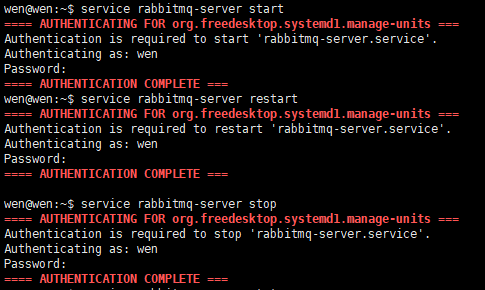 wen@wen:~$ service rabbitmq-server start
==== AUTHENTICATING FOR org.freedesktop.systemd1.manage-units ===
Authentication is required to start 'rabbitmq-server.service'.
Authenticating as: wen
Password:
==== AUTHENTICATION COMPLETE ===
wen@wen:~$ service rabbitmq-server restart
==== AUTHENTICATING FOR org.freedesktop.systemd1.manage-units ===
Authentication is required to restart 'rabbitmq-server.service'.
Authenticating as: wen
Password:
==== AUTHENTICATION COMPLETE ===
wen@wen:~$ service rabbitmq-server stop
==== AUTHENTICATING FOR org.freedesktop.systemd1.manage-units ===
Authentication is required to stop 'rabbitmq-server.service'.
Authenticating as: wen
Password:
==== AUTHENTICATION COMPLETE ===